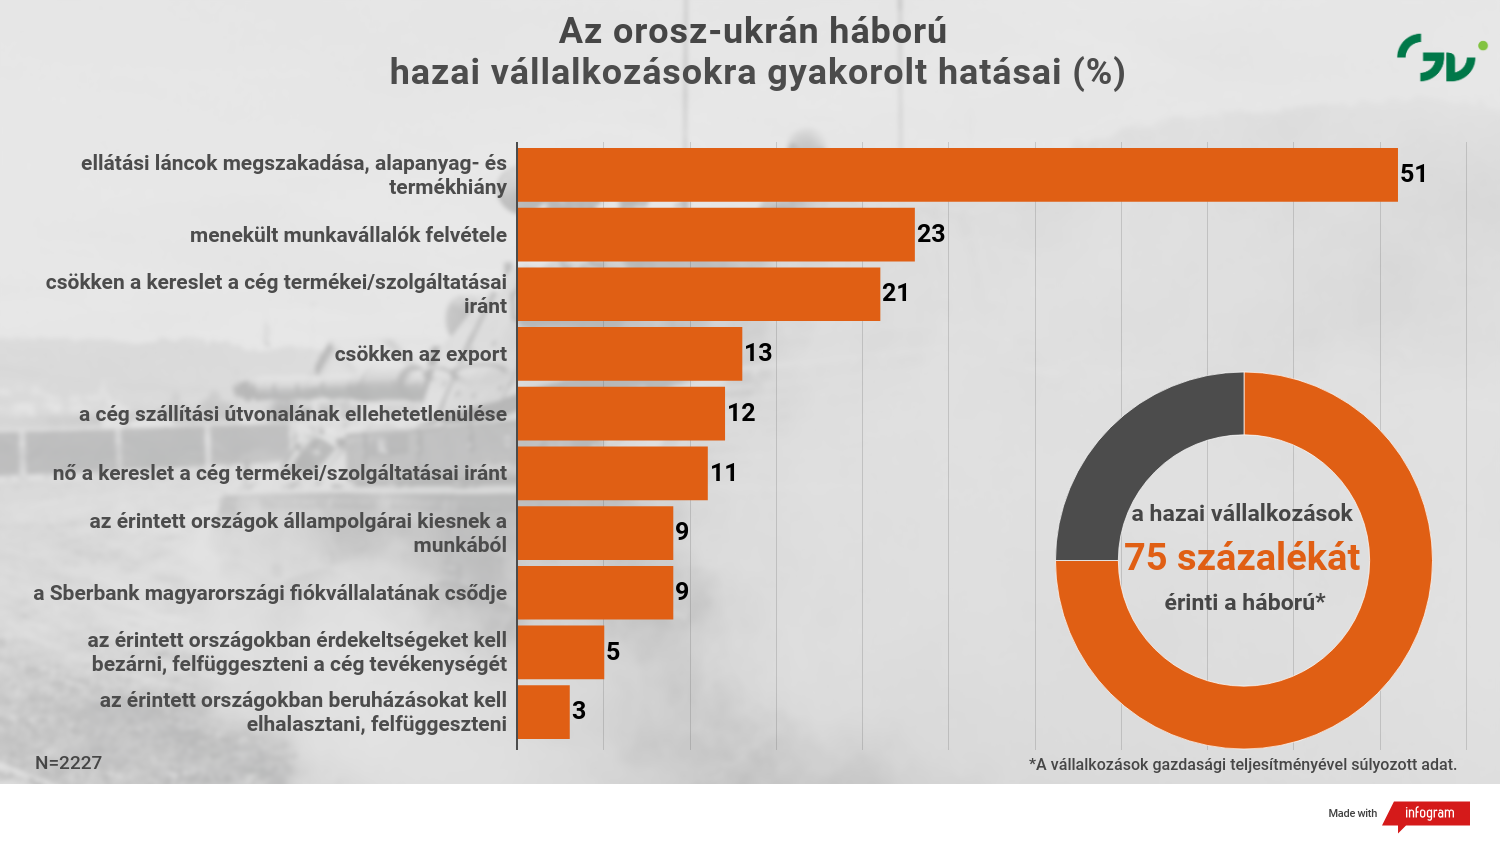 Az orosz-ukrán háború
hazai vállalkozásokra gyakorolt hatásai (%)
ellátási láncok megszakadása, alapanyag- és
termékhiány
51
menekült munkavállalók felvétele
23
csökken a kereslet a cég termékei/szolgáltatásai
iránt
21
csökken az export
13
a cég szállítási útvonalának ellehetetlenülése
12
nő a kereslet a cég termékei/szolgáltatásai iránt
11
az érintett országok állampolgárai kiesnek a
munkából
9
a Sberbank magyarországi fiókvállalatának csődje
9
az érintett országokban érdekeltségeket kell
bezárni, felfüggeszteni a cég tevékenységét
5
az érintett országokban beruházásokat kell
elhalasztani, felfüggeszteni
3
a hazai vállalkozások
75 százalékát
érinti a háború*
N=2227
*A vállalkozások gazdasági teljesítményével súlyozott adat.
Made with infogram